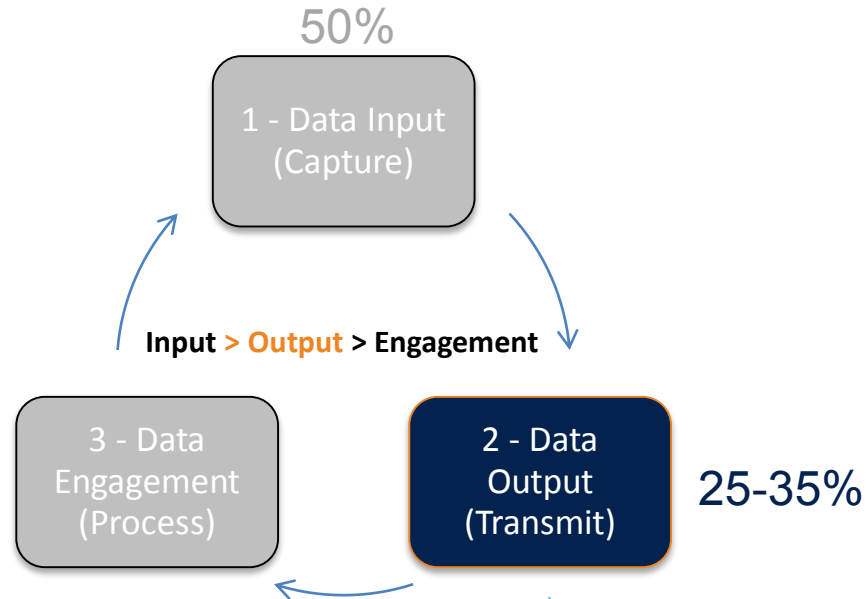 50%
1 - Data Input
(Capture)
Input > Output > Engagement
3 - Data
Engagement
(Process)
2 - Data
Output
(Transmit)
25-35%